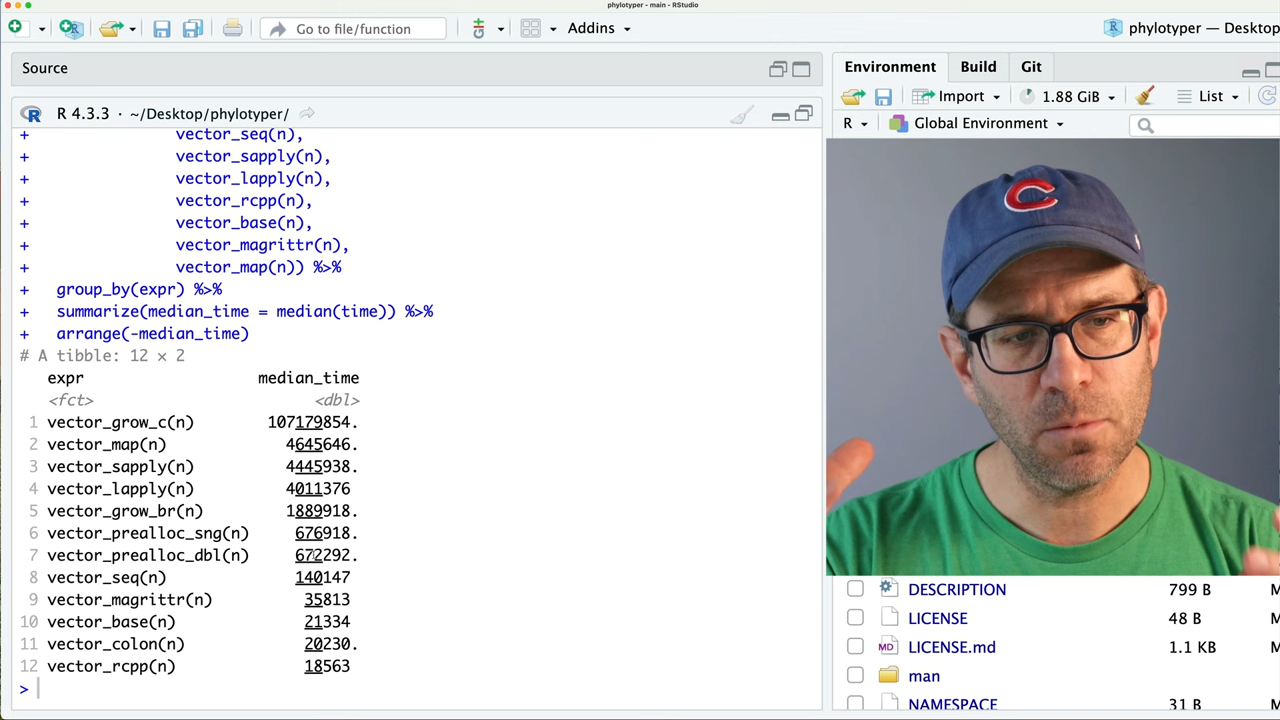 phylotyper - main - RStudio
Go to file/function
Addins
phylotyper — Desktop
Source
Environment
Build
Git
R 4.3.3 · ~/Desktop/phylotyper/
Import
1.88 GiB
List
R
Global Environment
+ vector_seq(n),
+ vector_sapply(n),
+ vector_lapply(n),
+ vector_rcpp(n),
+ vector_base(n),
+ vector_magrittr(n),
+ vector_map(n)) %>%
+ group_by(expr) %>%
+ summarize(median_time = median(time)) %>%
+ arrange(-median_time)
# A tibble: 12 × 2
expr median_time
<fct> <dbl>
1 vector_grow_c(n) 107179854.
2 vector_map(n) 4645646.
3 vector_sapply(n) 4445938.
4 vector_lapply(n) 4011376
5 vector_grow_br(n) 1889918.
6 vector_prealloc_sng(n) 676918.
7 vector_prealloc_dbl(n) 672292.
8 vector_seq(n) 140147
9 vector_magrittr(n) 35813
10 vector_base(n) 21334
11 vector_colon(n) 20230.
12 vector_rcpp(n) 18563
>
C
DESCRIPTION 799 B
LICENSE 48 B
MD LICENSE.md 1.1 KB
man
NAMESPACE 31 B